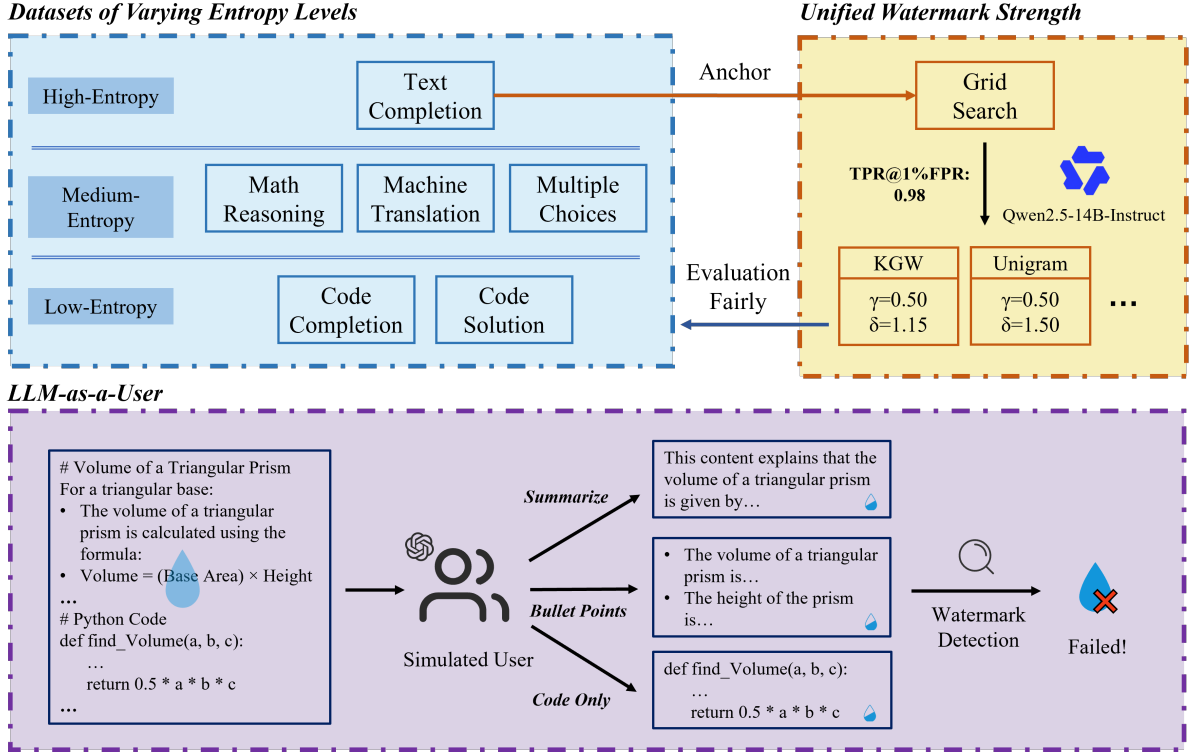 Datasets of Varying Entropy Levels
High-Entropy
Text
Completion
Medium-
Entropy
Math
Reasoning
Machine
Translation
Multiple
Choices
Low-Entropy
Code
Completion
Code
Solution
Anchor
Evaluation
Fairly
Unified Watermark Strength
Grid
Search
TPR@1%FPR:
0.98
Qwen2.5-14B-Instruct
KGW
γ=0.50
δ=1.15
Unigram
γ=0.50
δ=1.50
...
LLM-as-a-User
# Volume of a Triangular Prism
For a triangular base:
• The volume of a triangular
prism is calculated using the
formula:
• Volume = (Base Area) × Height
...
# Python Code
def find_Volume(a, b, c):
…
return 0.5 * a * b * c
...
Simulated User
Summarize
Bullet Points
Code Only
This content explains that the
volume of a triangular prism
is given by…
• The volume of a triangular
prism is…
• The height of the prism
is…
def find_Volume(a, b, c):
…
return 0.5 * a * b * c
Watermark
Detection
Failed!